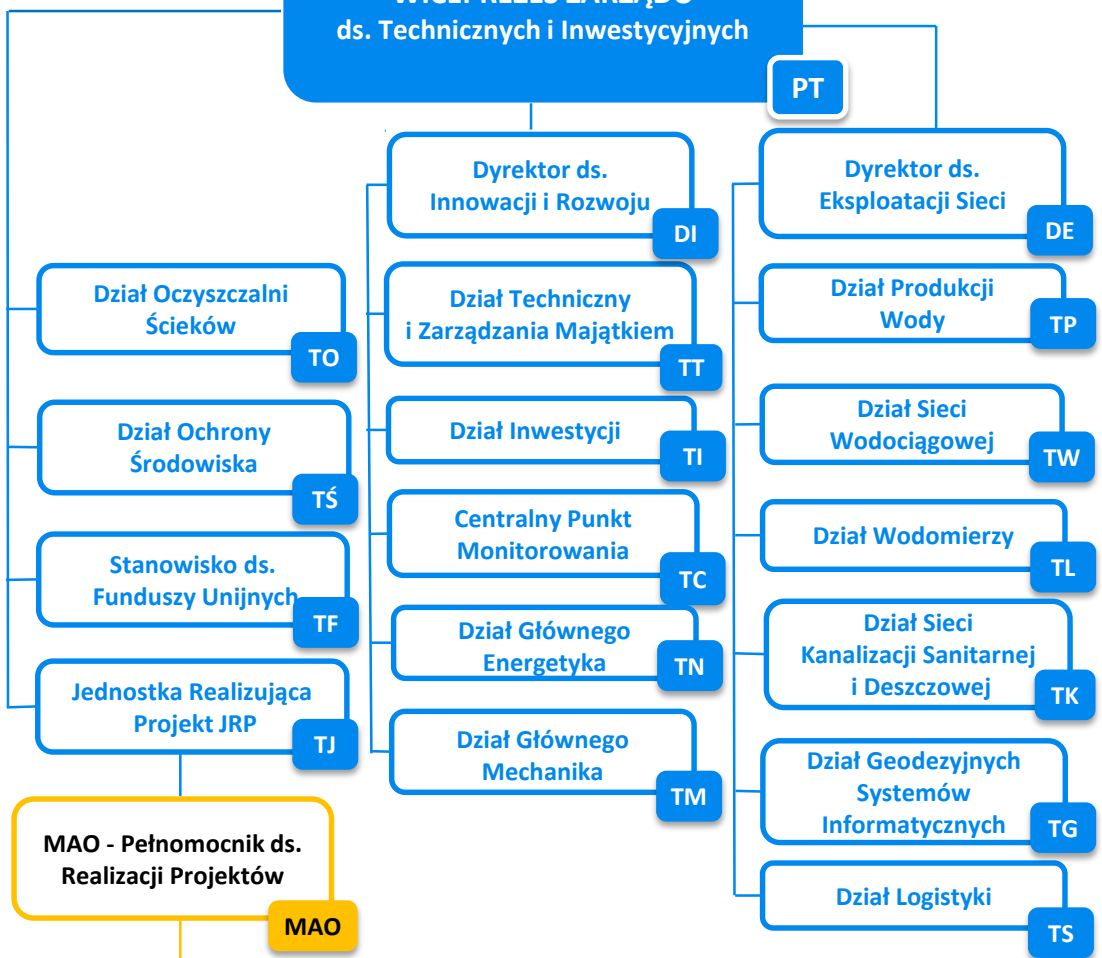 WICEPREZES ZARZĄDU
ds. Technicznych i Inwestycyjnych
PT
Dział Oczyszczalni
Ścieków
TO
Dział Ochrony
Środowiska
TŚ
Stanowisko ds.
Funduszy Unijnych
TF
Jednostka Realizująca
Projekt JRP
TJ
MAO - Pełnomocnik ds.
Realizacji Projektów
MAO
Dyrektor ds.
Innowacji i Rozwoju
DI
Dział Techniczny
i Zarządzania Majątkiem
TT
Dział Inwestycji
TI
Centralny Punkt
Monitorowania
TC
Dział Głównego
Energetyka
TN
Dział Głównego
Mechanika
TM
Dyrektor ds.
Eksploatacji Sieci
DE
Dział Produkcji
Wody
TP
Dział Sieci
Wodociągowej
TW
Dział Wodomierzy
TL
Dział Sieci
Kanalizacji Sanitarnej
i Deszczowej
TK
Dział Geodezyjnych
Systemów
Informatycznych
TG
Dział Logistyki
TS